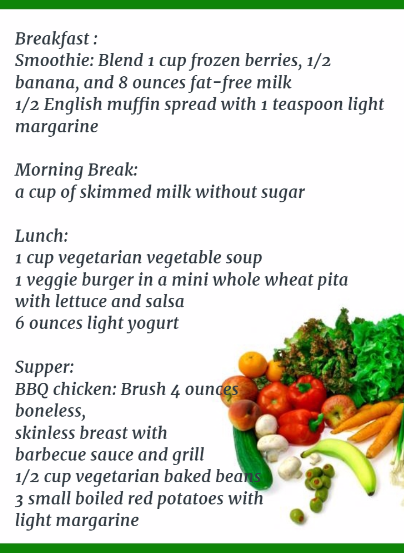 Breakfast :
Smoothie: Blend 1 cup frozen berries, 1/2
banana, and 8 ounces fat-free milk
1/2 English muffin spread with 1 teaspoon light
margarine
Morning Break:
a cup of skimmed milk without sugar
Lunch:
1 cup vegetarian vegetable soup
1 veggie burger in a mini whole wheat pita
with lettuce and salsa
6 ounces light yogurt
Supper:
BBQ chicken: Brush 4 ounces
boneless,
skinless breast with
barbecue sauce and grill
1/2 cup vegetarian baked beans
3 small boiled red potatoes with
light margarine